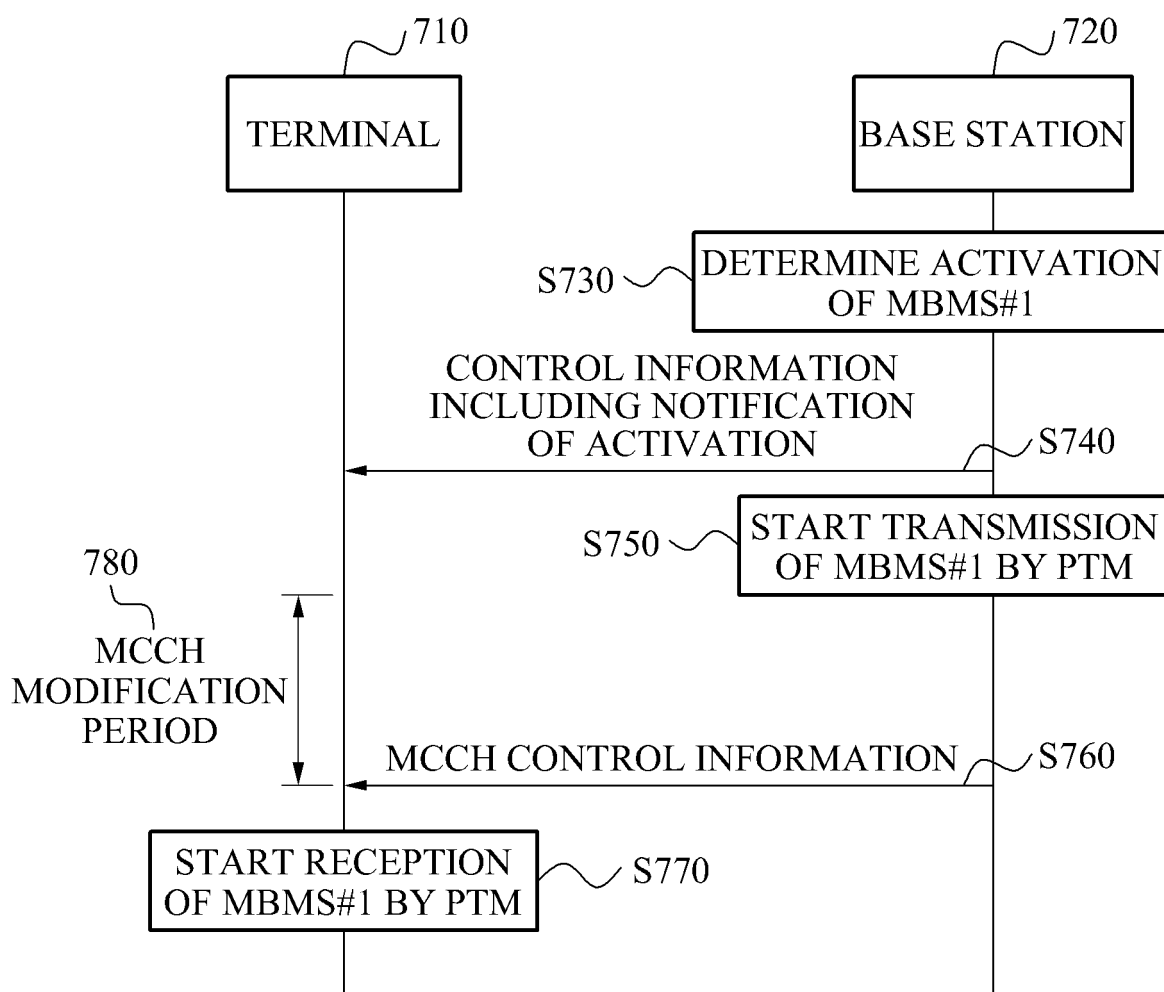 710
720
TERMINAL
BASE STATION
S730
DETERMINE ACTIVATION
OF MBMS#1
CONTROL INFORMATION
INCLUDING NOTIFICATION
OF ACTIVATION
S740
S750
START TRANSMISSION
OF MBMS#1 BY PTM
780
MCCH
MODIFICATION
PERIOD
MCCH CONTROL INFORMATION
S760
START RECEPTION
OF MBMS#1 BY PTM
S770